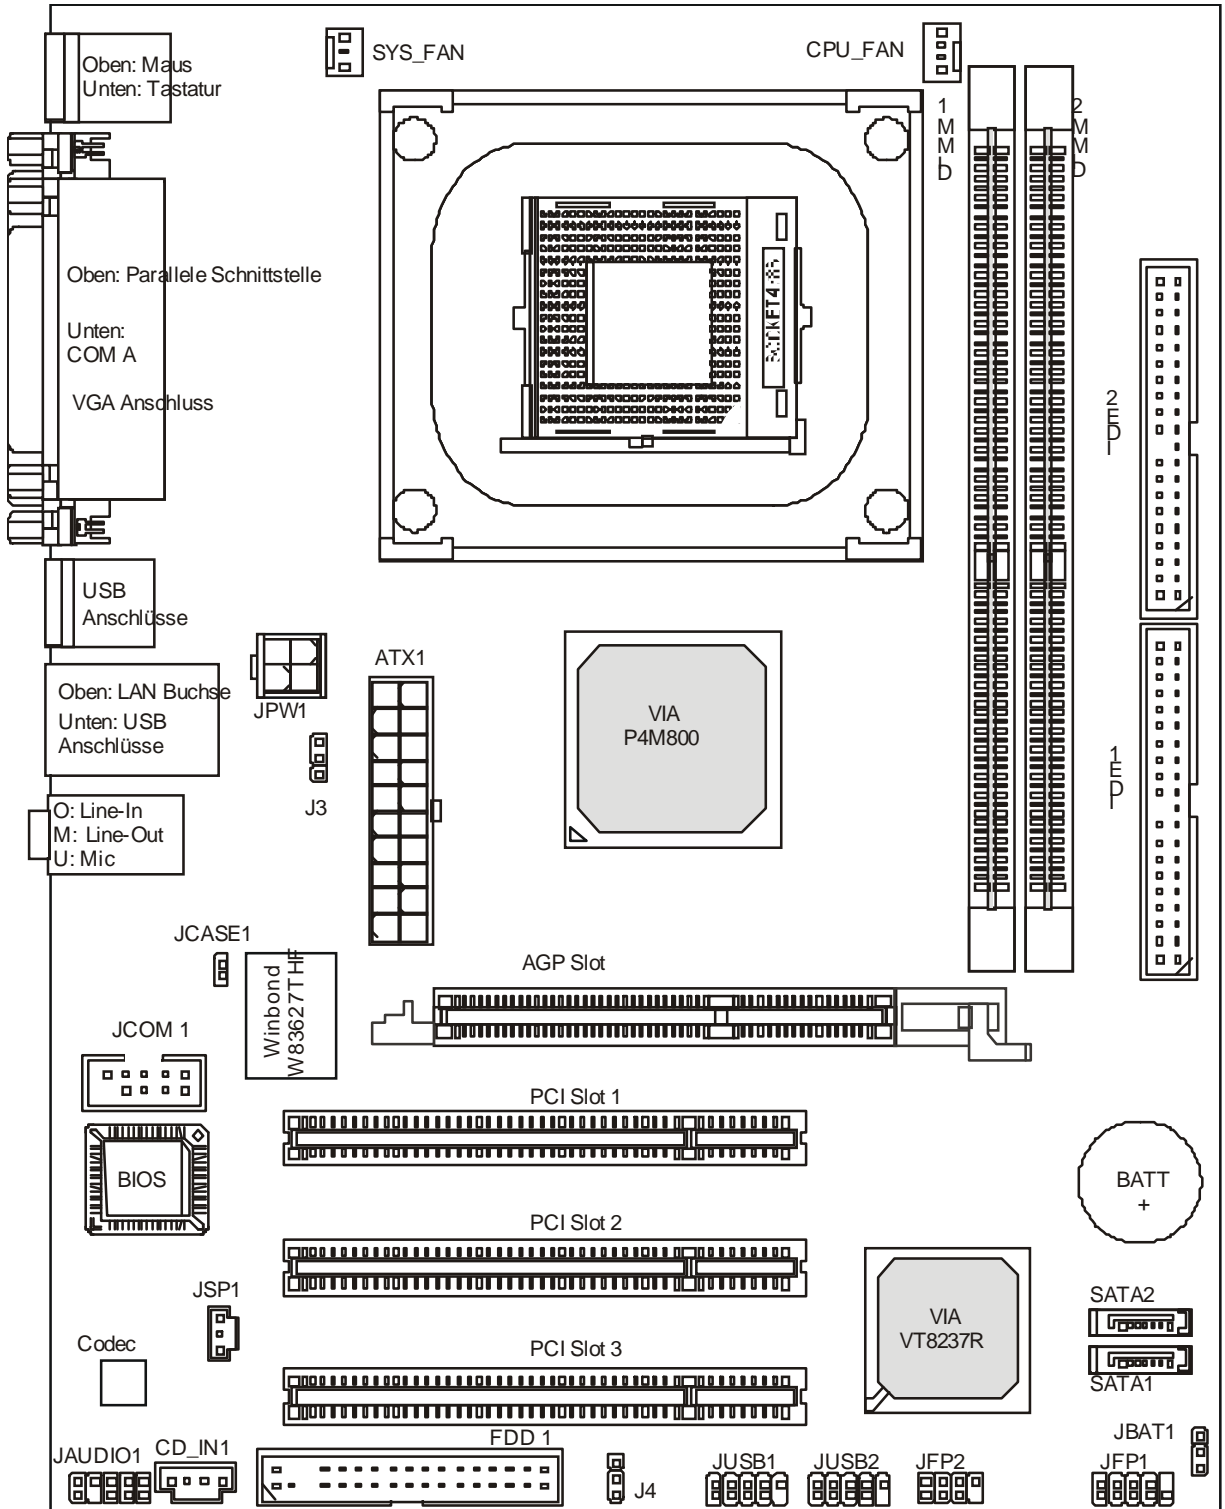 SYS_FAN
CPU_FAN
Oben: Maus
Unten: Tastatur
DIMM1
DIMM2
Oben: Parallele Schnittstelle
Unten:
COM A
VGA Anschluss
IDE2
USB
Anschlüsse
ATX1
Oben: LAN Buchse
Unten: USB
Anschlüsse
JPW1
VIA
P4M800
IDE1
J3
O: Line-In
M: Line-Out
U: Mic
JCASE1
Winbond
W83627THF
AGP Slot
JCOM 1
PCI Slot 1
BIOS
BATT
+
PCI Slot 2
JSP1
SATA2
VIA
VT8237R
Codec
PCI Slot 3
SATA1
JBAT1
JAUDIO1
CD_IN1
FDD 1
J4
JUSB1
JUSB2
JFP2
JFP1